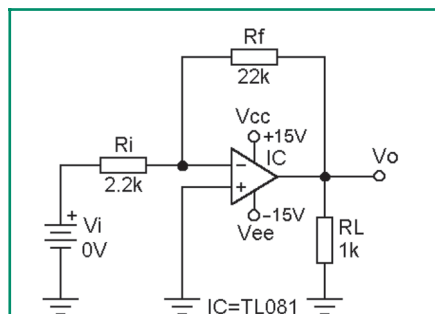 Rf
22k
Vcc
+15V
Ri
IC
Vo
−
2.2k
+
+
Vi
0V
−15V
Vee
RL
1k
IC=TL081